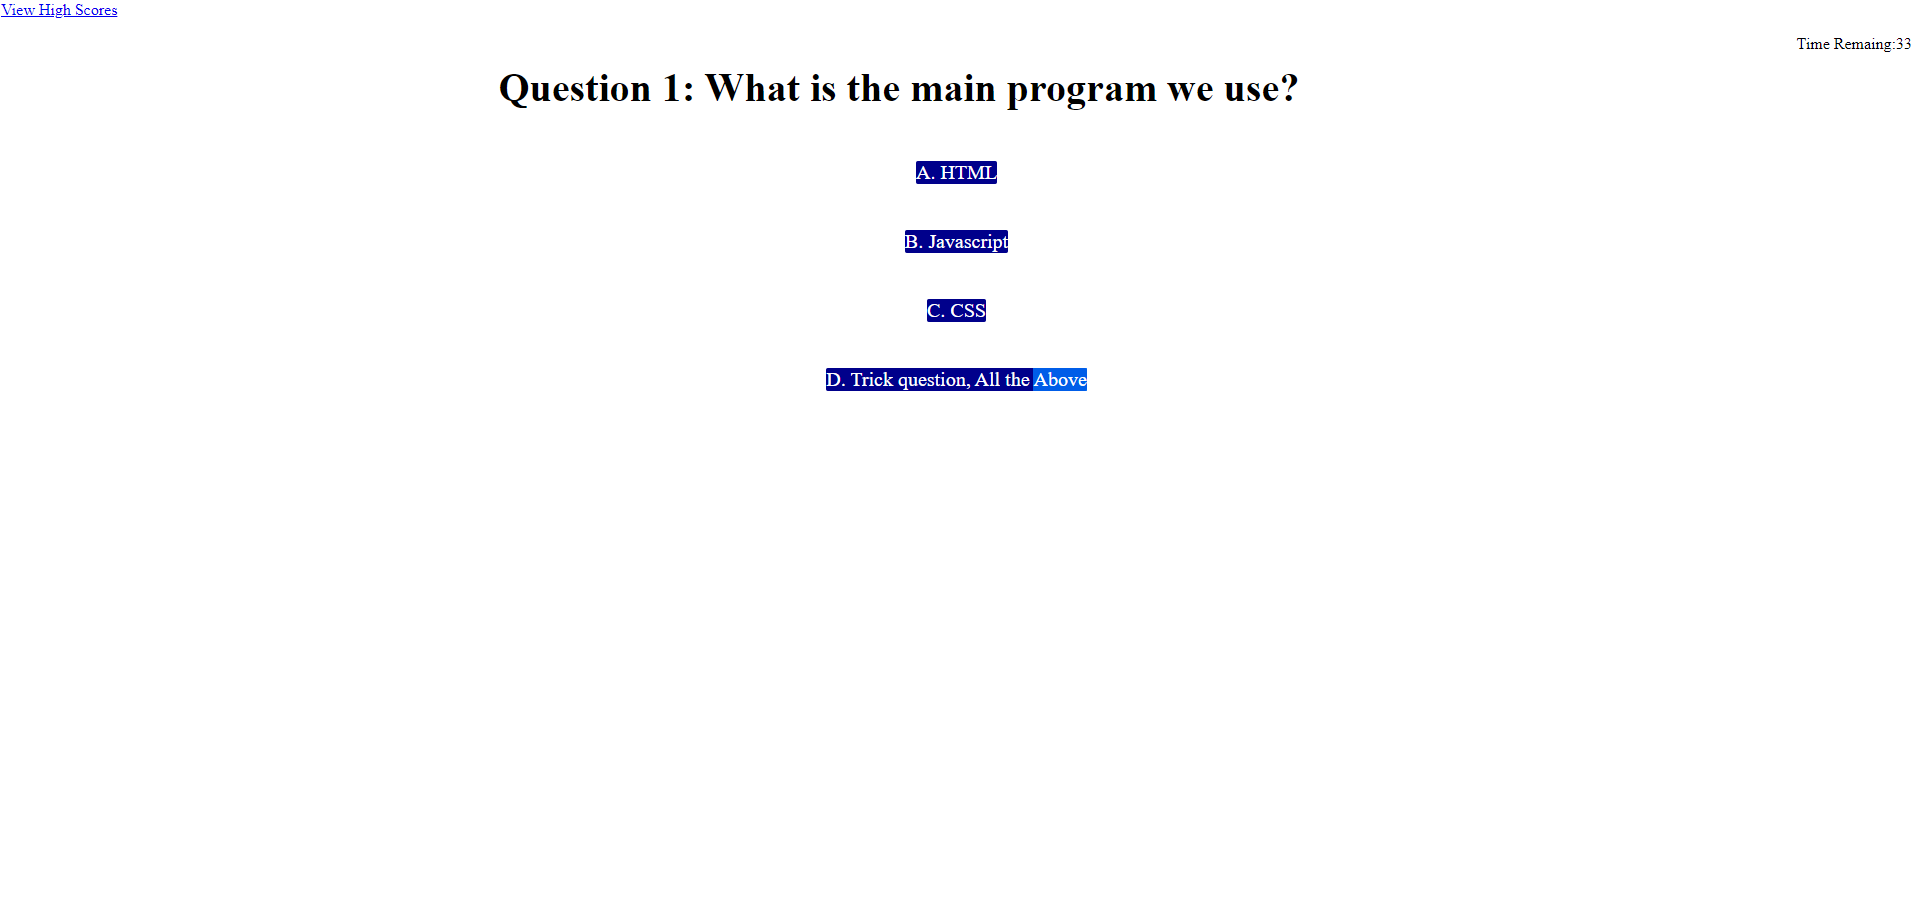 View High Scores
Time Remaing:33
Question 1: What is the main program we use?
A. HTML
B. Javascript
C. CSS
D. Trick question, All the Above